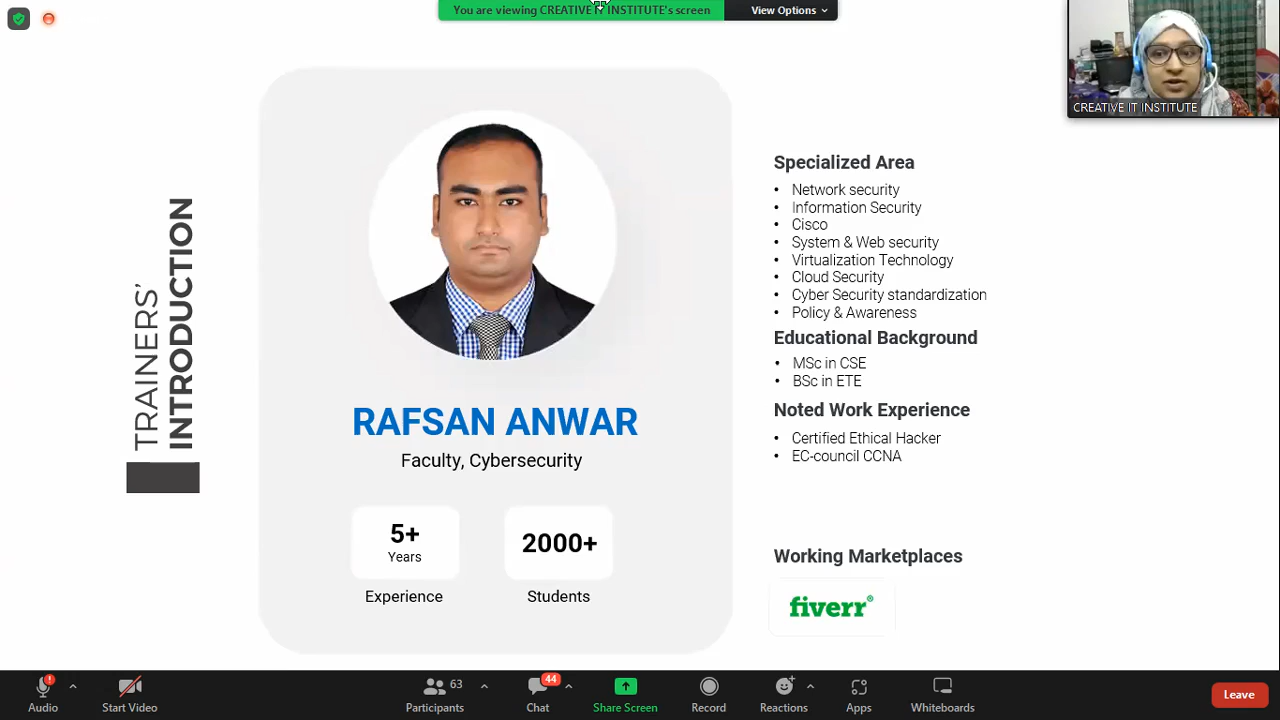 You are viewing CREATIVE IT INSTITUTE's screen
View Options
CREATIVE IT INSTITUTE
TRAINERS'
INTRODUCTION
RAFSAN ANWAR
Faculty, Cybersecurity
5+
Years
Experience
2000+
Students
Specialized Area
• Network security
• Information Security
• Cisco
• System & Web security
• Virtualization Technology
• Cloud Security
• Cyber Security standardization
• Policy & Awareness
Educational Background
• MSc in CSE
• BSc in ETE
Noted Work Experience
• Certified Ethical Hacker
• EC-council CCNA
Working Marketplaces
fiverr®
Audio
Start Video
63
Participants
44
Chat
Share Screen
Record
Reactions
Apps
Whiteboards
Leave